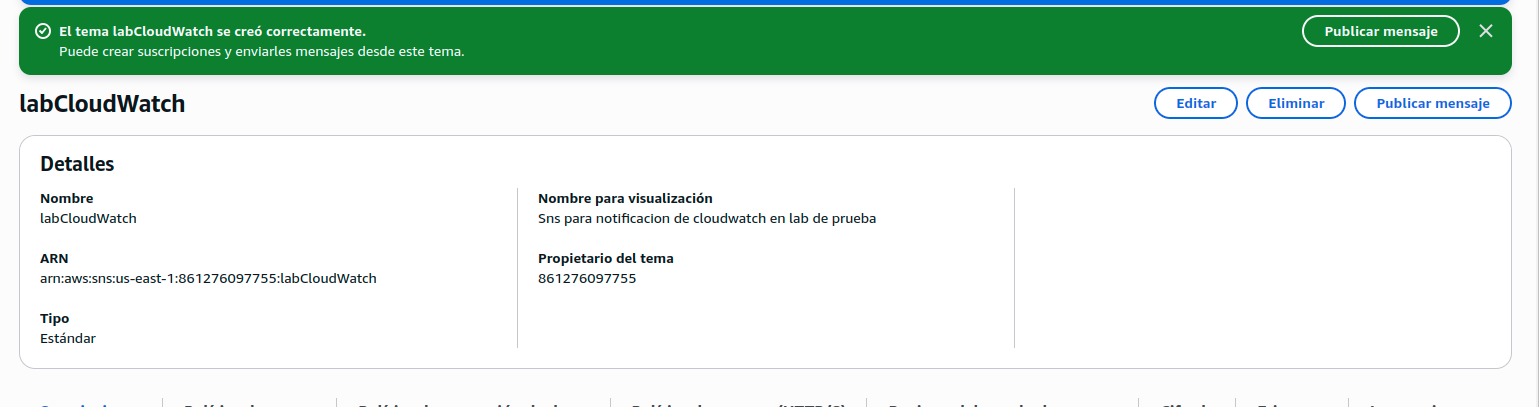 El tema labCloudWatch se creó correctamente.
Puede crear suscripciones y enviarles mensajes desde este tema.
Publicar mensaje
labCloudWatch
Editar
Eliminar
Publicar mensaje
Detalles
Nombre
labCloudWatch
Nombre para visualización
Sns para notificacion de cloudwatch en lab de prueba
ARN
arn:aws:sns:us-east-1:861276097755:labCloudWatch
Propietario del tema
861276097755
Tipo
Estándar